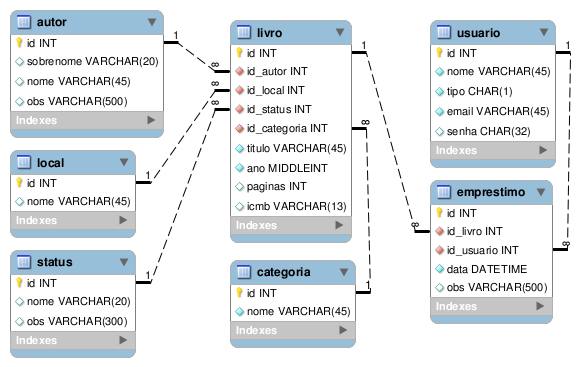 autor
id INT
sobrenome VARCHAR(20)
nome VARCHAR(45)
obs VARCHAR(500)
Indexes
local
id INT
nome VARCHAR(45)
Indexes
status
id INT
nome VARCHAR(20)
obs VARCHAR(300)
Indexes
livro
id INT
id_autor INT
id_local INT
id_status INT
id_categoria INT
titulo VARCHAR(45)
ano MIDDLEINT
paginas INT
icmb VARCHAR(13)
Indexes
categoria
id INT
nome VARCHAR(45)
Indexes
usuario
id INT
nome VARCHAR(45)
tipo CHAR(1)
email VARCHAR(45)
senha CHAR(32)
Indexes
emprestimo
id INT
id_livro INT
id_usuario INT
data DATETIME
obs VARCHAR(500)
Indexes
1
∞
1
∞
1
∞
1
∞
1
∞
1
∞